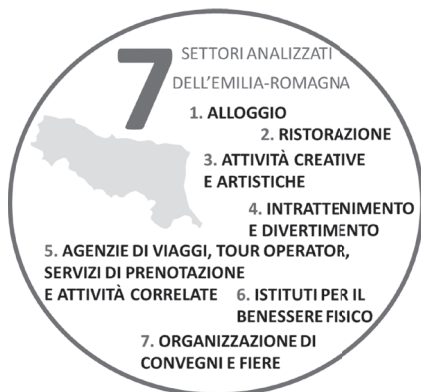 7 SETTORI ANALIZZATI
DELL'EMILIA-ROMAGNA
1. ALLOGGIO
2. RISTORAZIONE
3. ATTIVITÀ CREATIVE
E ARTISTICHE
4. INTRATTENIMENTO
E DIVERTIMENTO
5. AGENZIE DI VIAGGI, TOUR OPERATOR,
SERVIZI DI PRENOTAZIONE
E ATTIVITÀ CORRELATE
6. ISTITUTI PER IL
BENESSERE FISICO
7. ORGANIZZAZIONE DI
CONVEGNI E FIERE